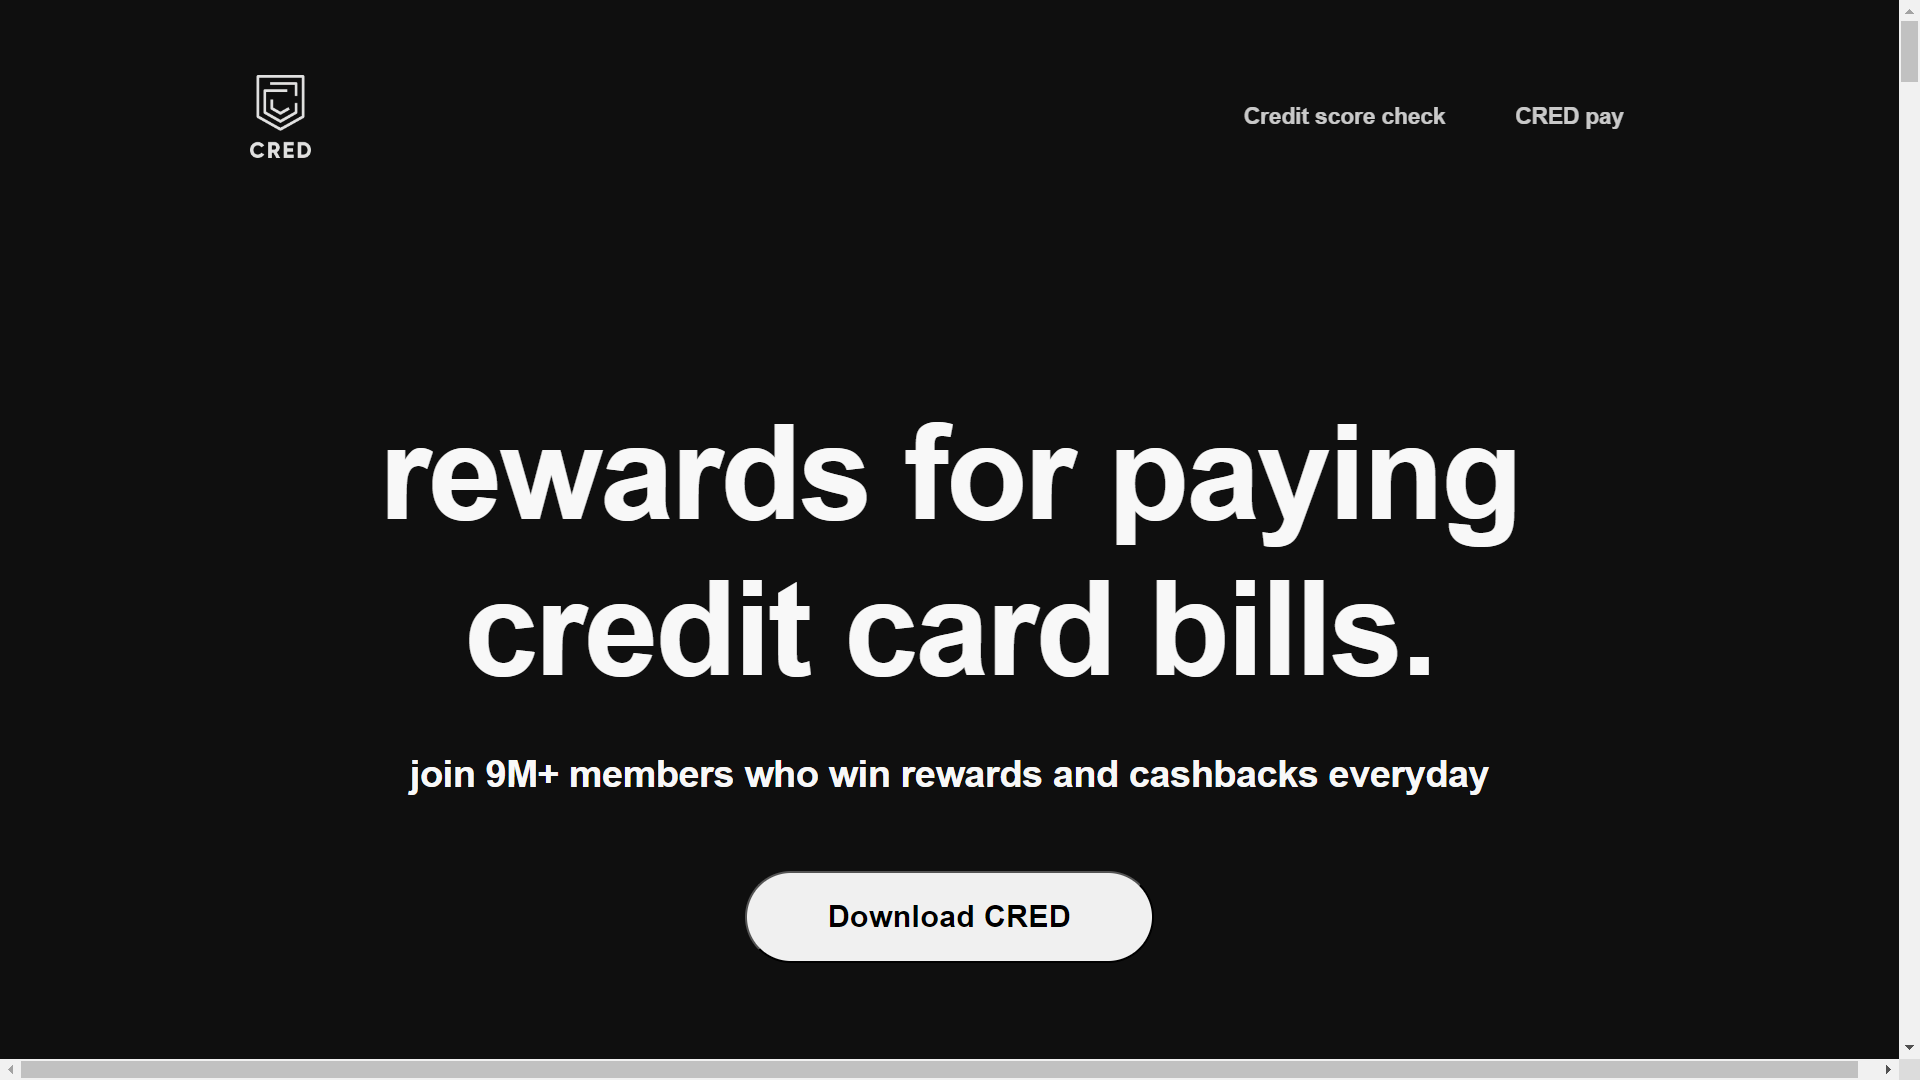 CRED
Credit score check
CRED pay
rewards for paying
credit card bills.
join 9M+ members who win rewards and cashbacks everyday
Download CRED